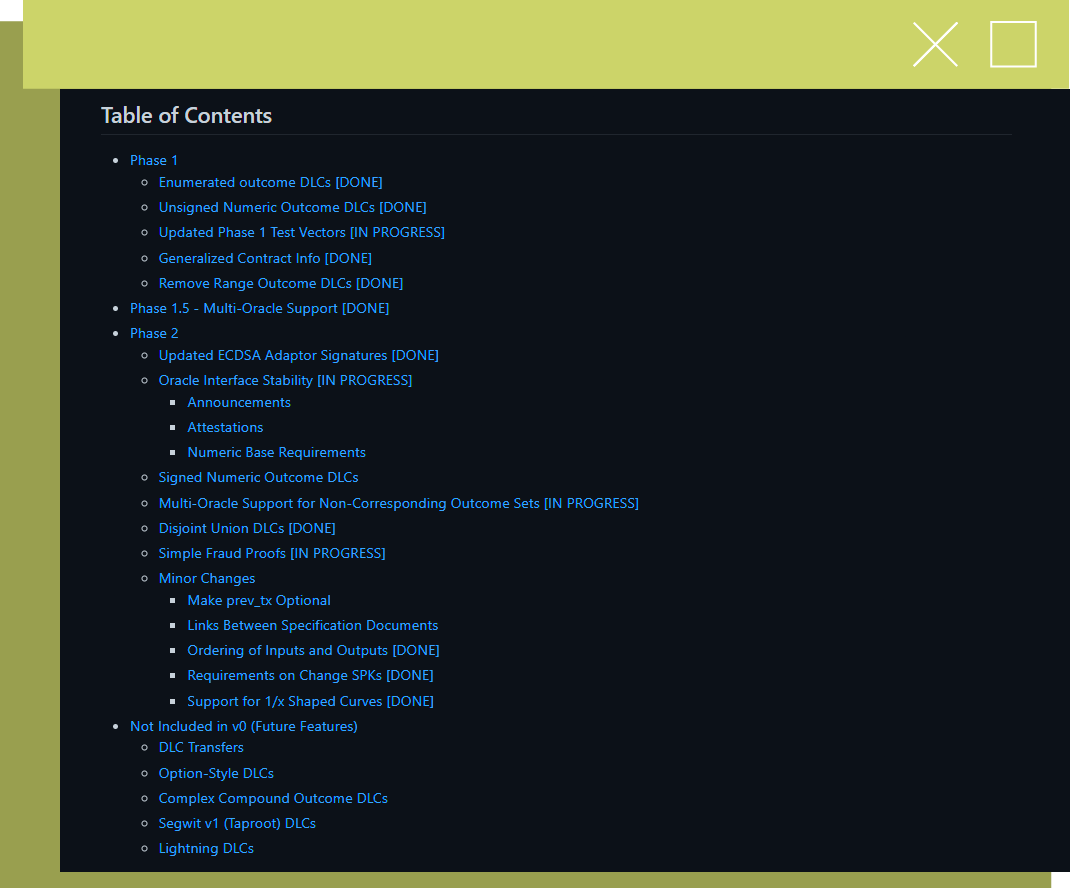 Table of Contents
Phase 1
Enumerated outcome DLCs [DONE]
Unsigned Numeric Outcome DLCs [DONE]
Updated Phase 1 Test Vectors [IN PROGRESS]
Generalized Contract Info [DONE]
Remove Range Outcome DLCs [DONE]
Phase 1.5 - Multi-Oracle Support [DONE]
Phase 2
Updated ECDSA Adaptor Signatures [DONE]
Oracle Interface Stability [IN PROGRESS]
Announcements
Attestations
Numeric Base Requirements
Signed Numeric Outcome DLCs
Multi-Oracle Support for Non-Corresponding Outcome Sets [IN PROGRESS]
Disjoint Union DLCs [DONE]
Simple Fraud Proofs [IN PROGRESS]
Minor Changes
Make prev_tx Optional
Links Between Specification Documents
Ordering of Inputs and Outputs [DONE]
Requirements on Change SPKs [DONE]
Support for 1/x Shaped Curves [DONE]
Not Included in v0 (Future Features)
DLC Transfers
Option-Style DLCs
Complex Compound Outcome DLCs
Segwit v1 (Taproot) DLCs
Lightning DLCs